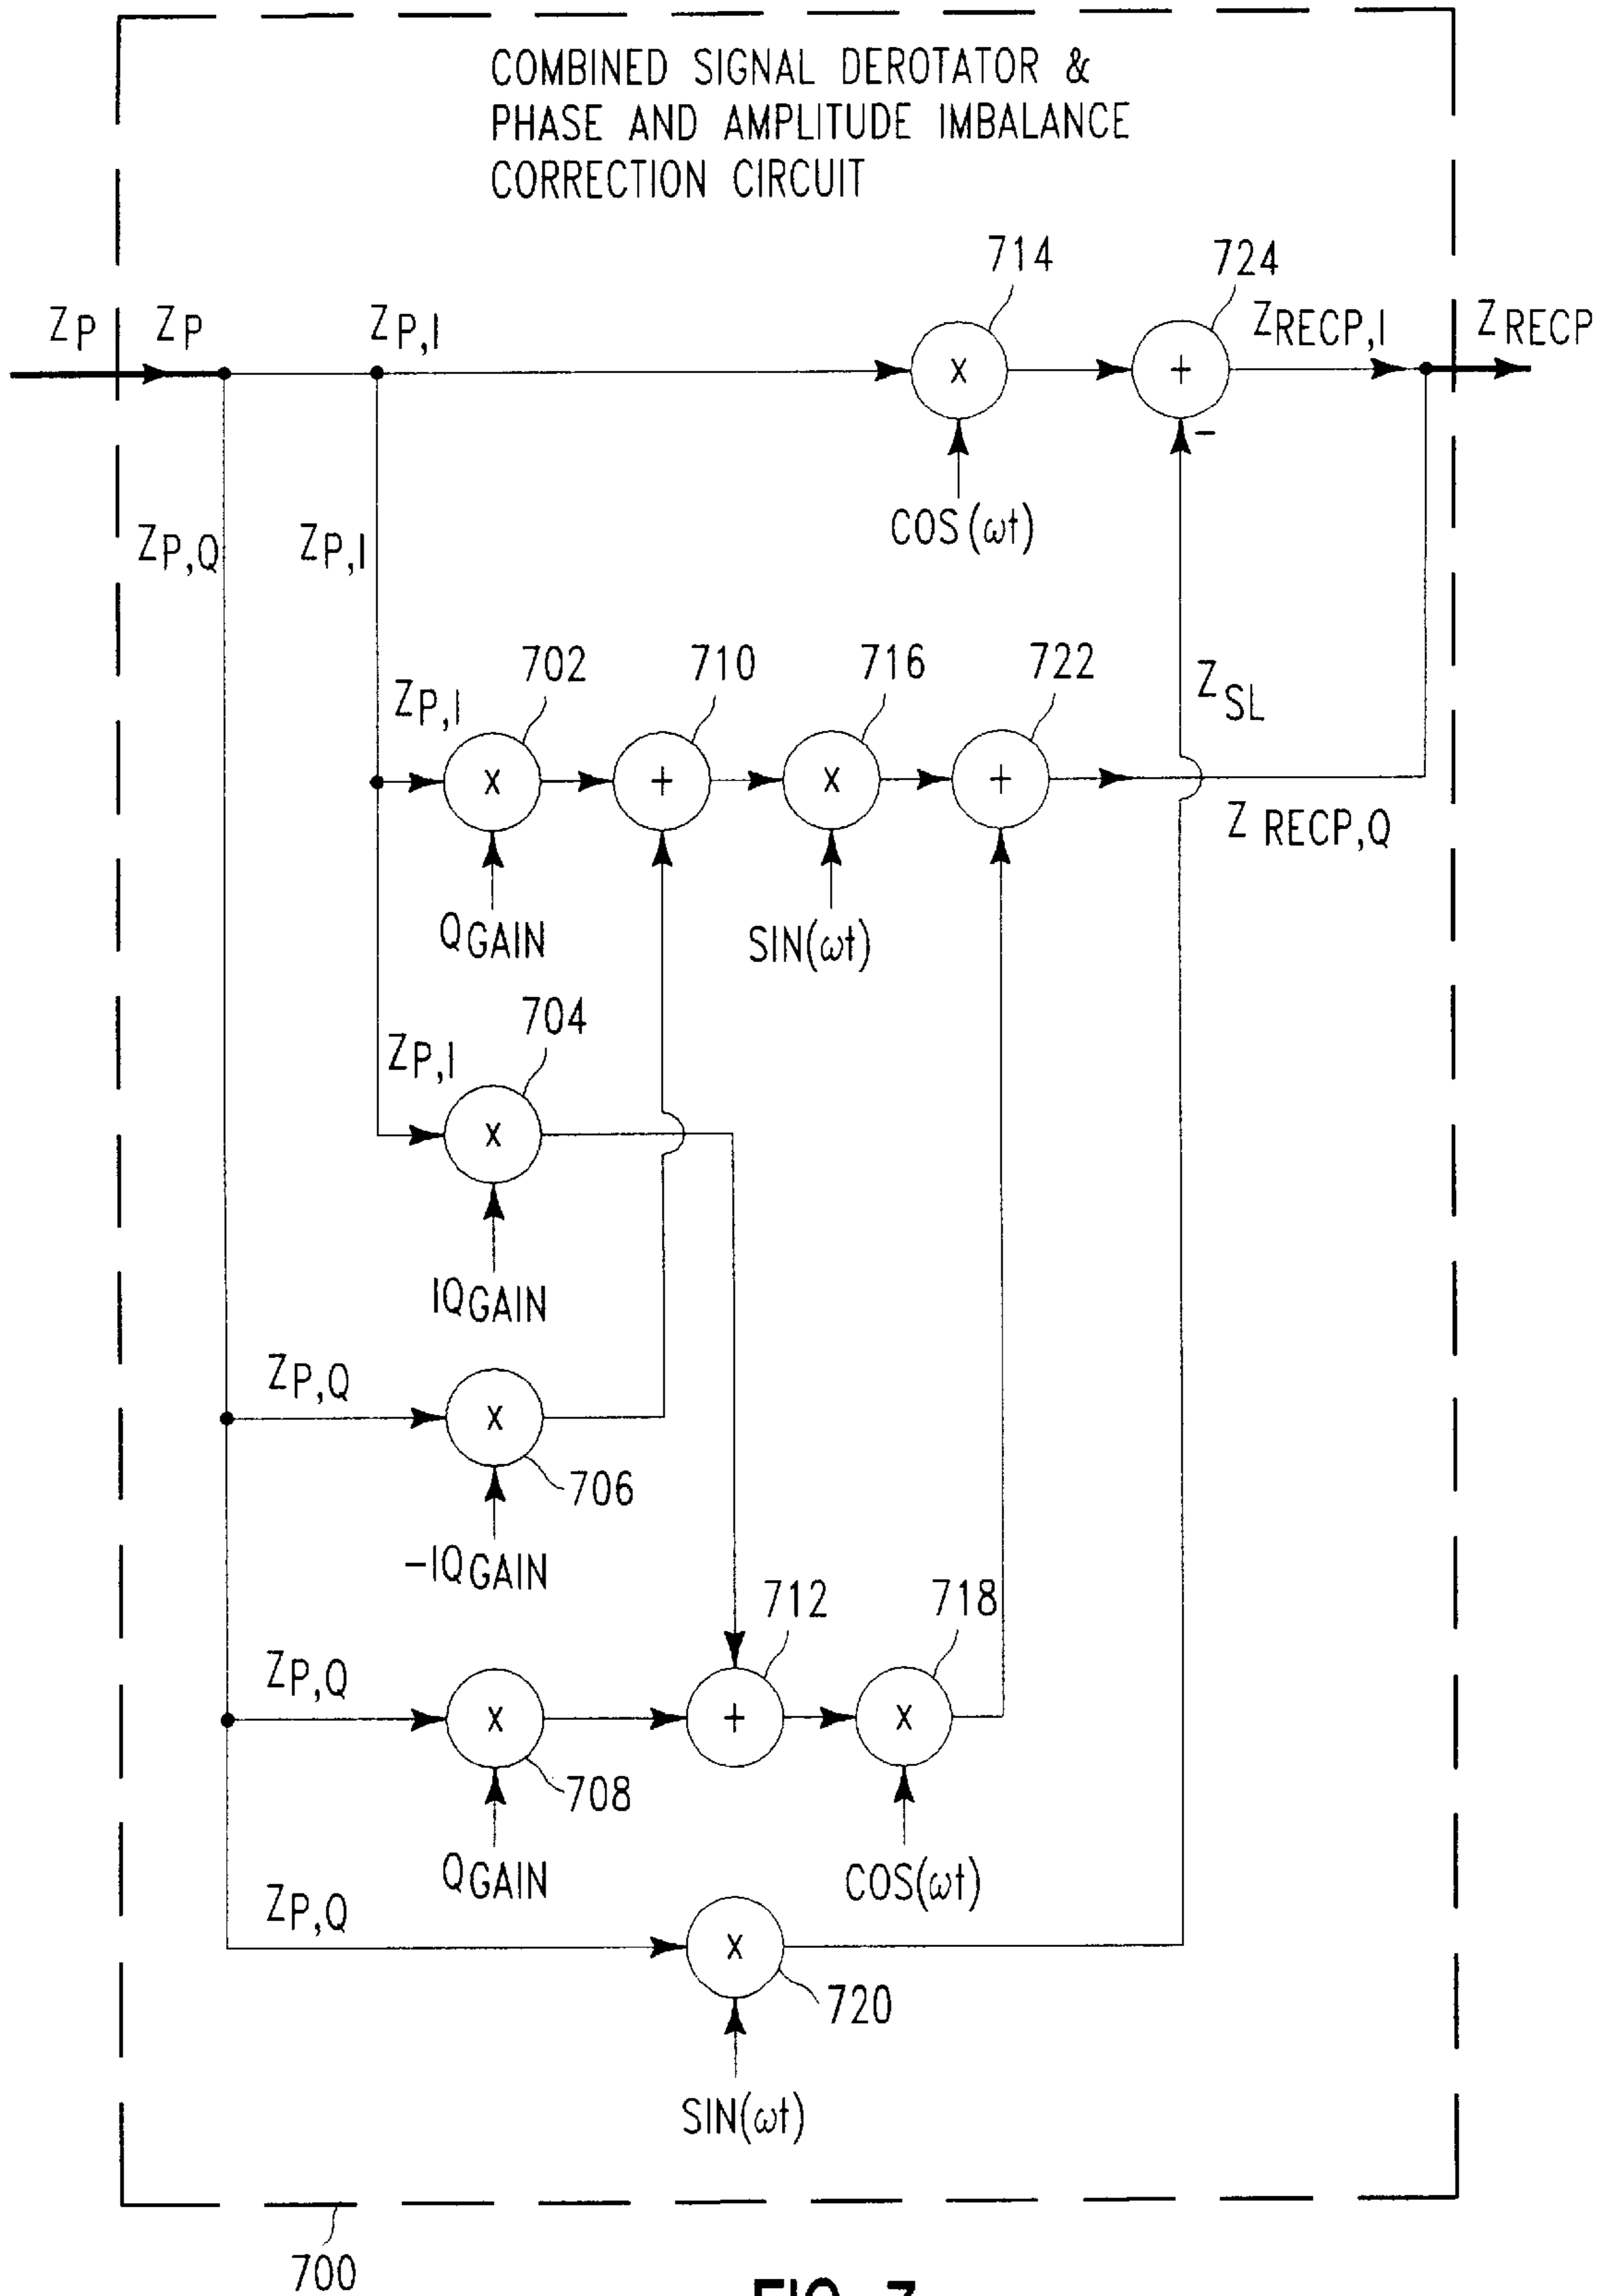 COMBINED SIGNAL DEROTATOR &
PHASE AND AMPLITUDE IMBALANCE
CORRECTION CIRCUIT
714
724
ZP
ZP
ZP,I
ZRECP,I
ZRECP
X
+
-
COS(ωt)
ZP,Q
ZP,I
702
710
716
722
ZSL
ZP,I
X
+
X
+
Z RECP,Q
QGAIN
SIN(ωt)
704
ZP,I
X
IQGAIN
ZP,Q
X
706
-IQGAIN
712
718
ZP,Q
X
+
X
708
QGAIN
COS(ωt)
ZP,Q
X
720
SIN(ωt)
700